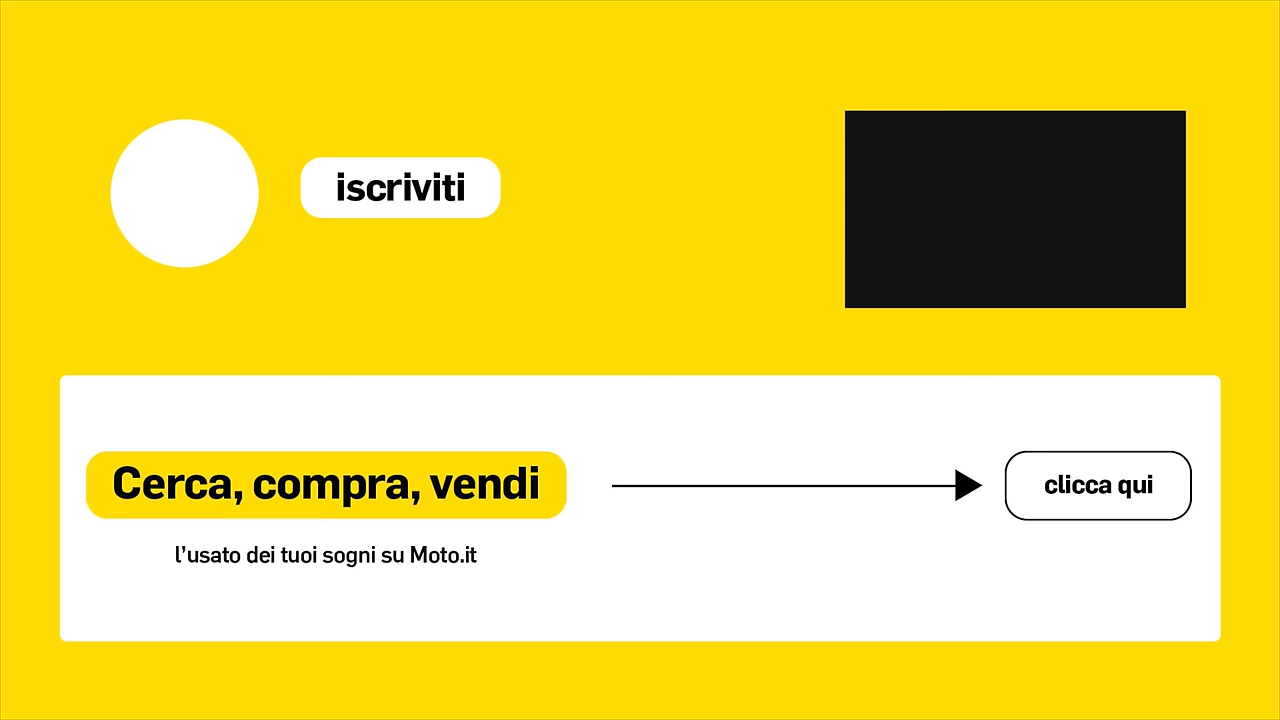 iscriviti
Cerca, compra, vendi
clicca qui
l’usato dei tuoi sogni su Moto.it